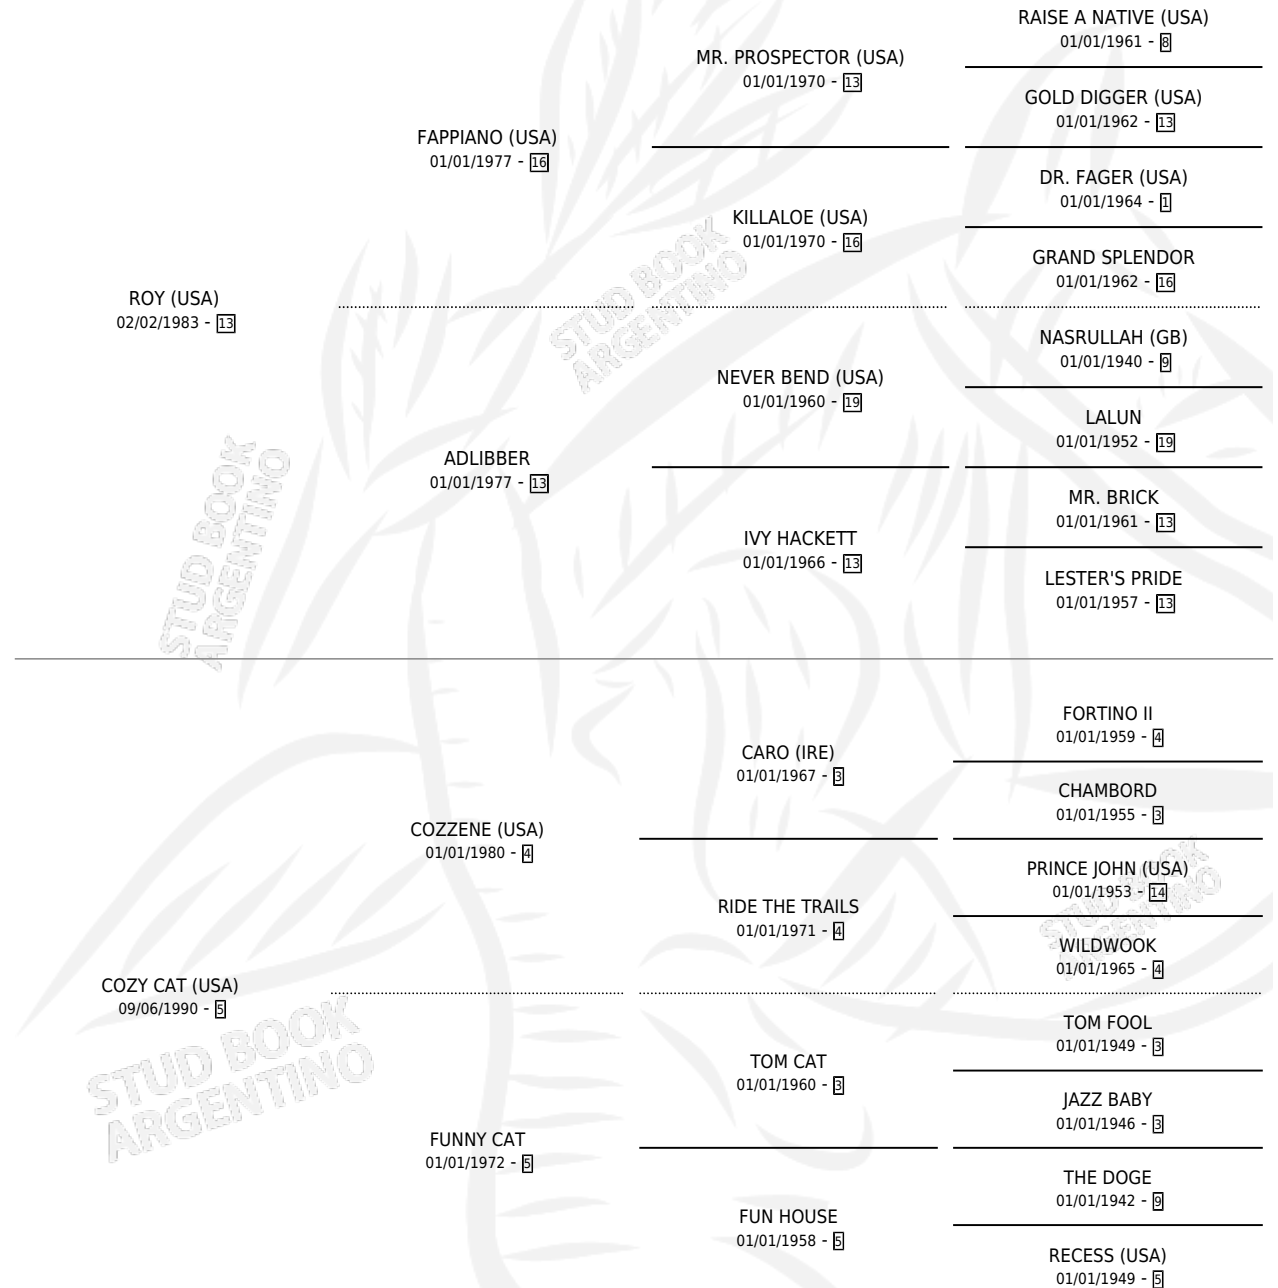 RAISE A NATIVE (USA)
01/01/1961 - 8
MR. PROSPECTOR (USA)
01/01/1970 - 13
GOLD DIGGER (USA)
01/01/1962 - 13
FAPPIANO (USA)
01/01/1977 - 16
DR. FAGER (USA)
01/01/1964 - 1
KILLALOE (USA)
01/01/1970 - 16
GRAND SPLENDOR
01/01/1962 - 16
ROY (USA)
02/02/1983 - 13
NASRULLAH (GB)
01/01/1940 - 9
NEVER BEND (USA)
01/01/1960 - 19
LALUN
01/01/1952 - 19
ADLIBBER
01/01/1977 - 13
MR. BRICK
01/01/1961 - 13
IVY HACKETT
01/01/1966 - 13
LESTER'S PRIDE
01/01/1957 - 13
FORTINO II
01/01/1959 - 4
CARO (IRE)
01/01/1967 - 3
CHAMBORD
01/01/1955 - 3
COZZENE (USA)
01/01/1980 - 4
PRINCE JOHN (USA)
01/01/1953 - 14
RIDE THE TRAILS
01/01/1971 - 4
WILDWOOK
01/01/1965 - 4
COZY CAT (USA)
09/06/1990 - 5
TOM FOOL
01/01/1949 - 3
TOM CAT
01/01/1960 - 3
JAZZ BABY
01/01/1946 - 3
FUNNY CAT
01/01/1972 - 5
THE DOGE
01/01/1942 - 9
FUN HOUSE
01/01/1958 - 5
RECESS (USA)
01/01/1949 - 5
STUD BOOK
ARGENTINO
STUD BOOK
ARGENTINO
STUD BOOK
ARGENTINO
STUD BOOK
ARGENTINO